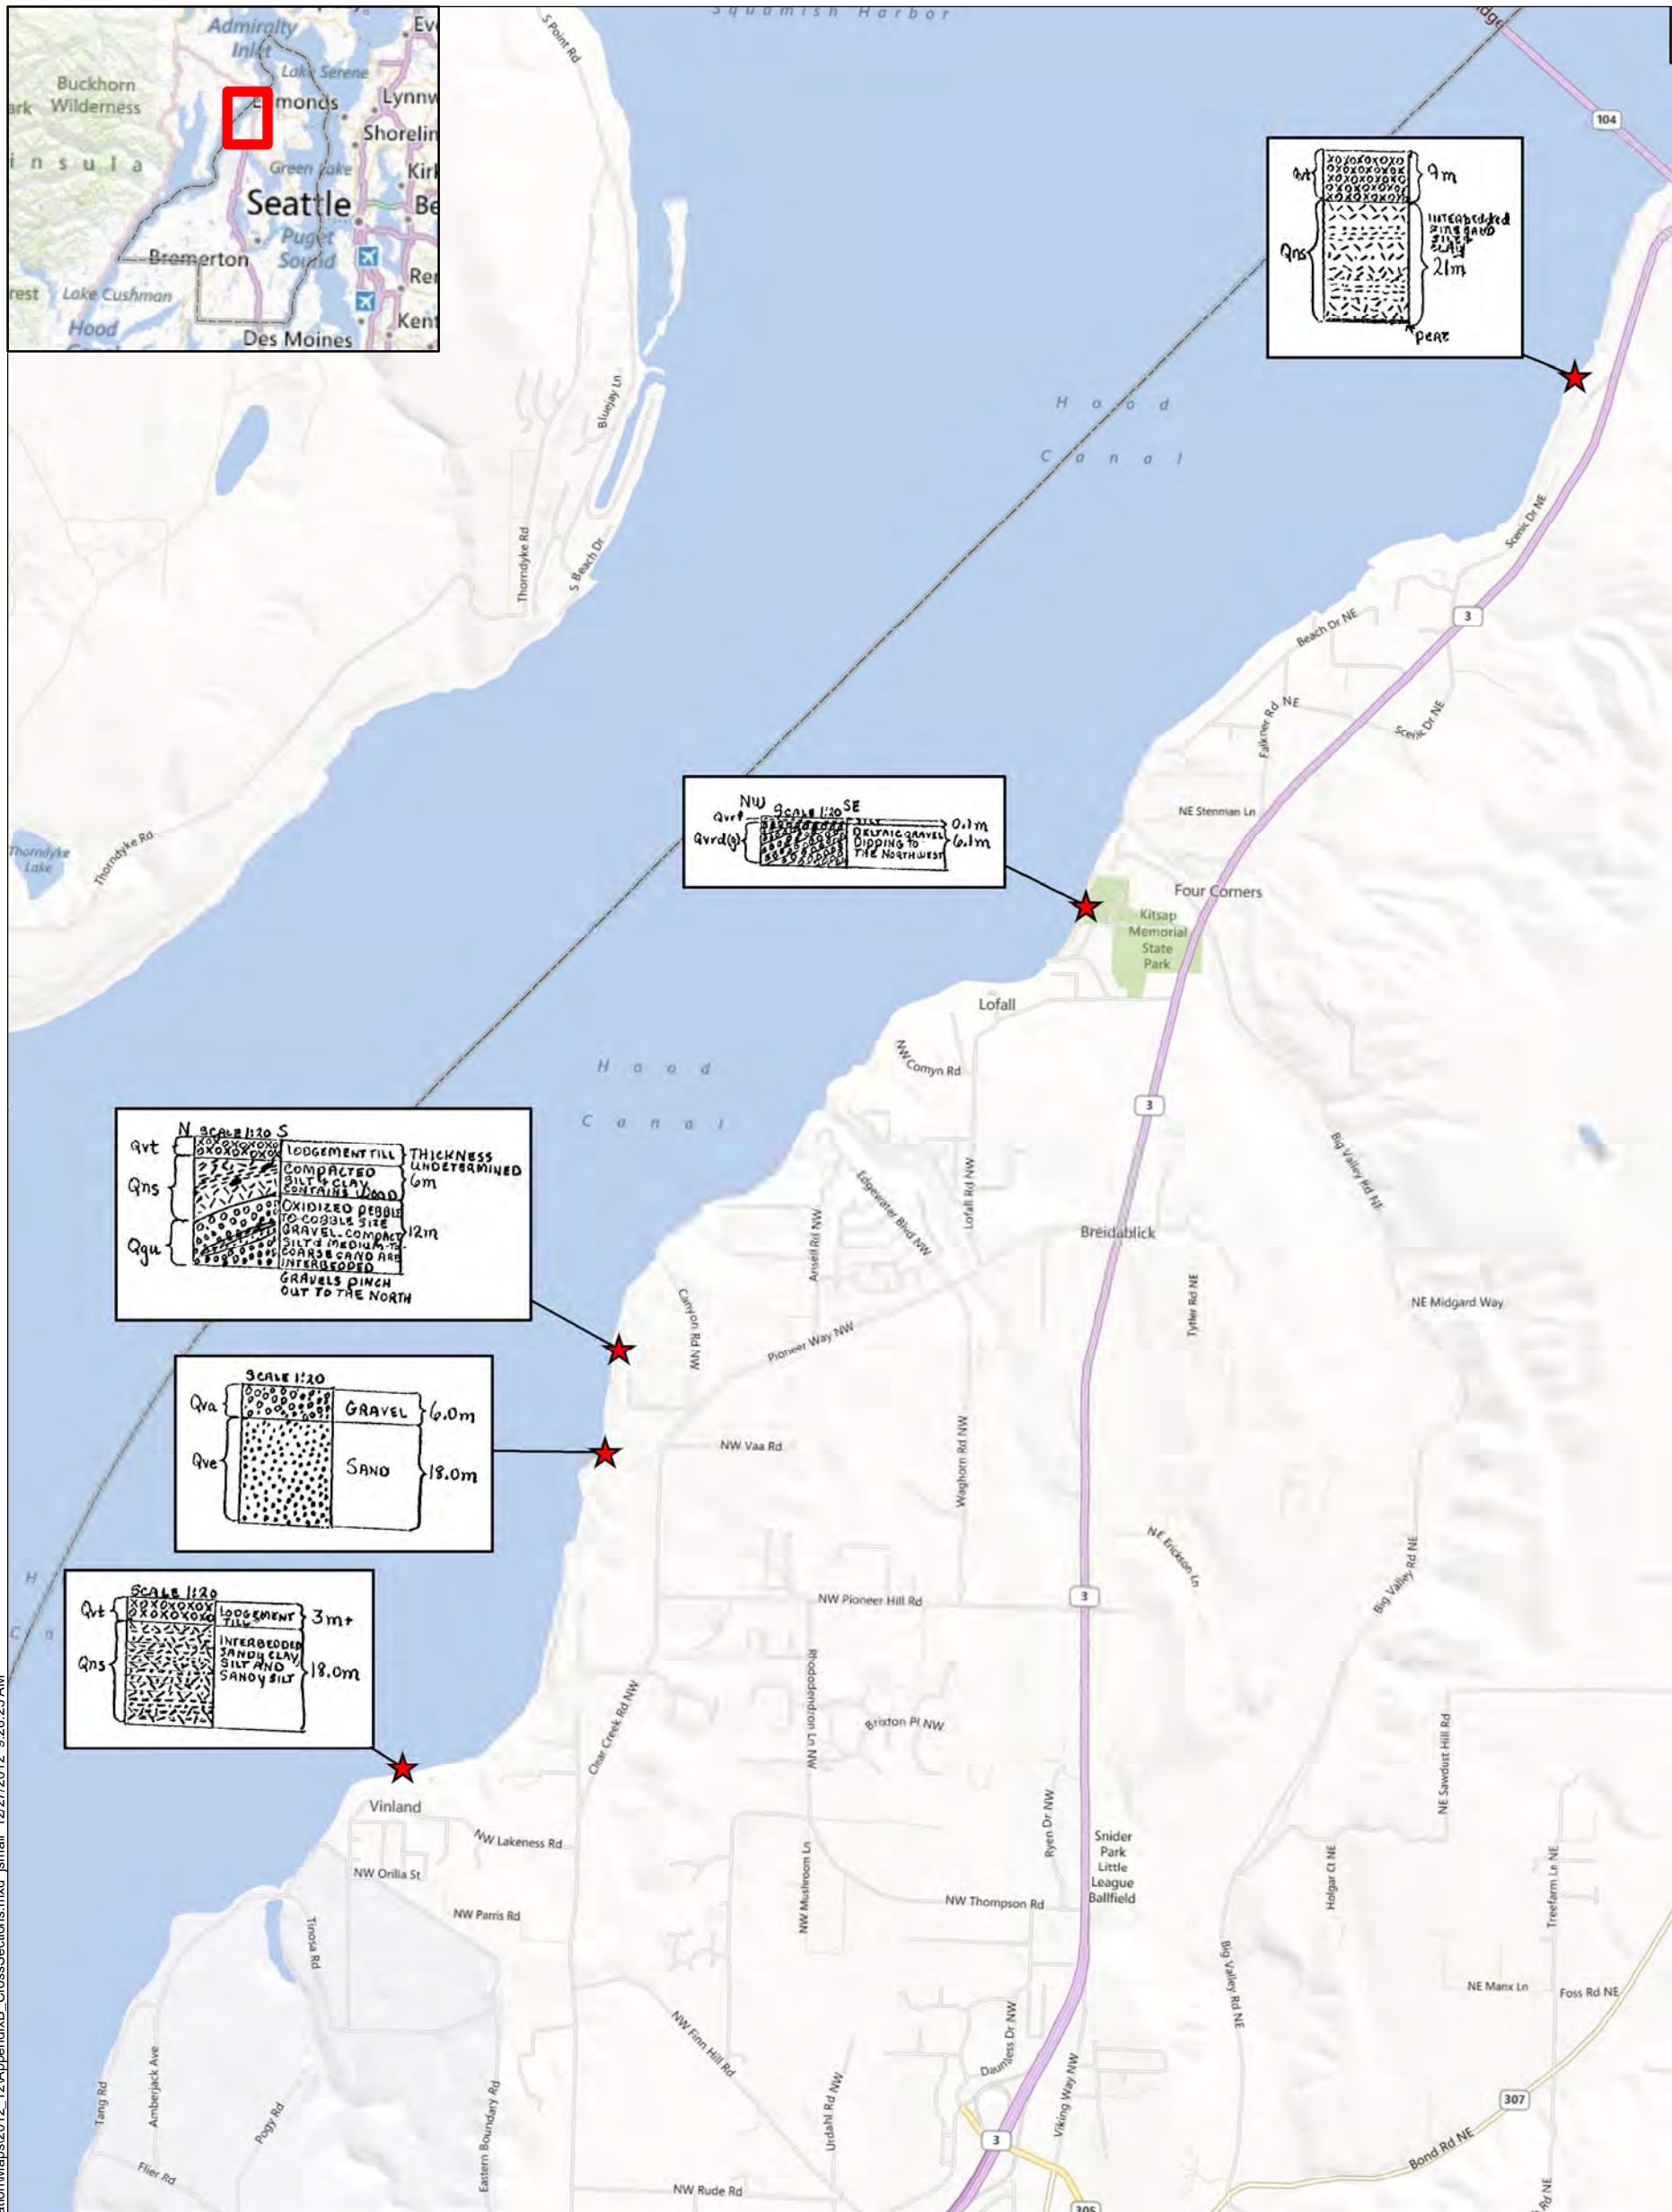 Squamish Harbor
Admiralty
Inlet
Lake Serene
Buckhorn
Wilderness
Edmonds
Lynnw
Shorelin
insula
Green Lake
Kirk
Seattle
Be
Puget
Sound
Bremerton
Ren
rest
Lake Cushman
Hood
Kent
Des Moines
S Point Rd
104
Qvt
9m
Qns
INTERBEDDED
FINE SAND
SILT &
CLAY
21m
PEAT
Bluejay Ln
Hood
Canal
Thorndyke Rd
S Beach Dr
Scenic Dr NE
3
Beach Dr NE
Falkner Rd NE
Scenic Dr NE
NE Stenman Ln
NW SCALE 1:20 SE
SILT
0.1m
Qvrd(g)
DELTAIC GRAVEL
DIPPING TO
THE NORTHWEST
6.1m
Thorndyke
Lake
Thorndyke Rd
Four Corners
Kitsap
Memorial
State
Park
Lofall
NW Comyn Rd
Hood
Canal
3
N SCALE 1:20 S
Qvt
LODGEMENT TILL
THICKNESS
UNDETERMINED
Qns
COMPACTED
SILT & CLAY
CONTAINS WOOD
6m
Qgu
OXIDIZED PEBBLE
TO-COBBLE SIZE
GRAVEL-COMPACT
SILT & MEDIUM-TO-
COARSE SAND ARE
INTERBEDDED
12m
GRAVELS PINCH
OUT TO THE NORTH
Big Valley Rd NE
Edgewater Blvd NW
Lofall Rd NW
Ansell Rd NW
Breidablick
Canyon Rd NW
Pioneer Way NW
Tytler Rd NE
NE Midgard Way
SCALE 1:20
Qva
GRAVEL
6.0m
Qve
SAND
18.0m
NW Vaa Rd
Waghorn Rd NW
NE Erickson Ln
Big Valley Rd NE
SCALE 1:20
Qvt
LODGEMENT
TILL
3m+
Qns
INTERBEDDED
SANDY CLAY,
SILT AND
SANDY SILT
18.0m
NW Pioneer Hill Rd
3
Rhododendron Ln NW
Clear Creek Rd NW
Brixton Pl NW
NE Sawdust Hill Rd
Vinland
NW Lakeness Rd
Ryen Dr NW
Snider
Park
Little
League
Ballfield
NW Orilla St
NW Mushroom Ln
NW Thompson Rd
Holgar Ct NE
Treefarm Ln NE
NW Parris Rd
Tinosa Rd
Big Valley Rd NE
NE Manx Ln
Foss Rd NE
NW Finn Hill Rd
Dauntless Dr NW
Tang Rd
Amberjack Ave
Pogy Rd
Eastern Boundary Rd
Urdahl Rd NW
Viking Way NW
307
3
Bond Rd NE
Flier Rd
NW Rude Rd
305
Rd NE